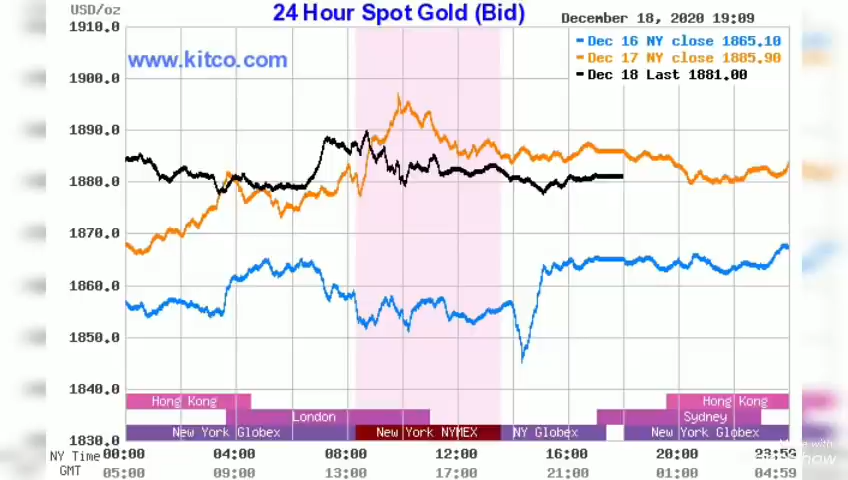 USD/oz
24 Hour Spot Gold (Bid)
December 18, 2020 19:09
www.kitco.com
Dec 16 NY close 1865.10
Dec 17 NY close 1885.90
Dec 18 Last 1881.00
1910.0
1900.0
1890.0
1880.0
1870.0
1860.0
1850.0
1840.0
1830.0
Hong Kong
Hong Kong
London
Sydney
New York Globex
New York NYMEX
NY Globex
New York Globex
NY Time 00:00 04:00 08:00 12:00 16:00 20:00 23:59
GMT 05:00 09:00 13:00 17:00 21:00 01:00 04:59